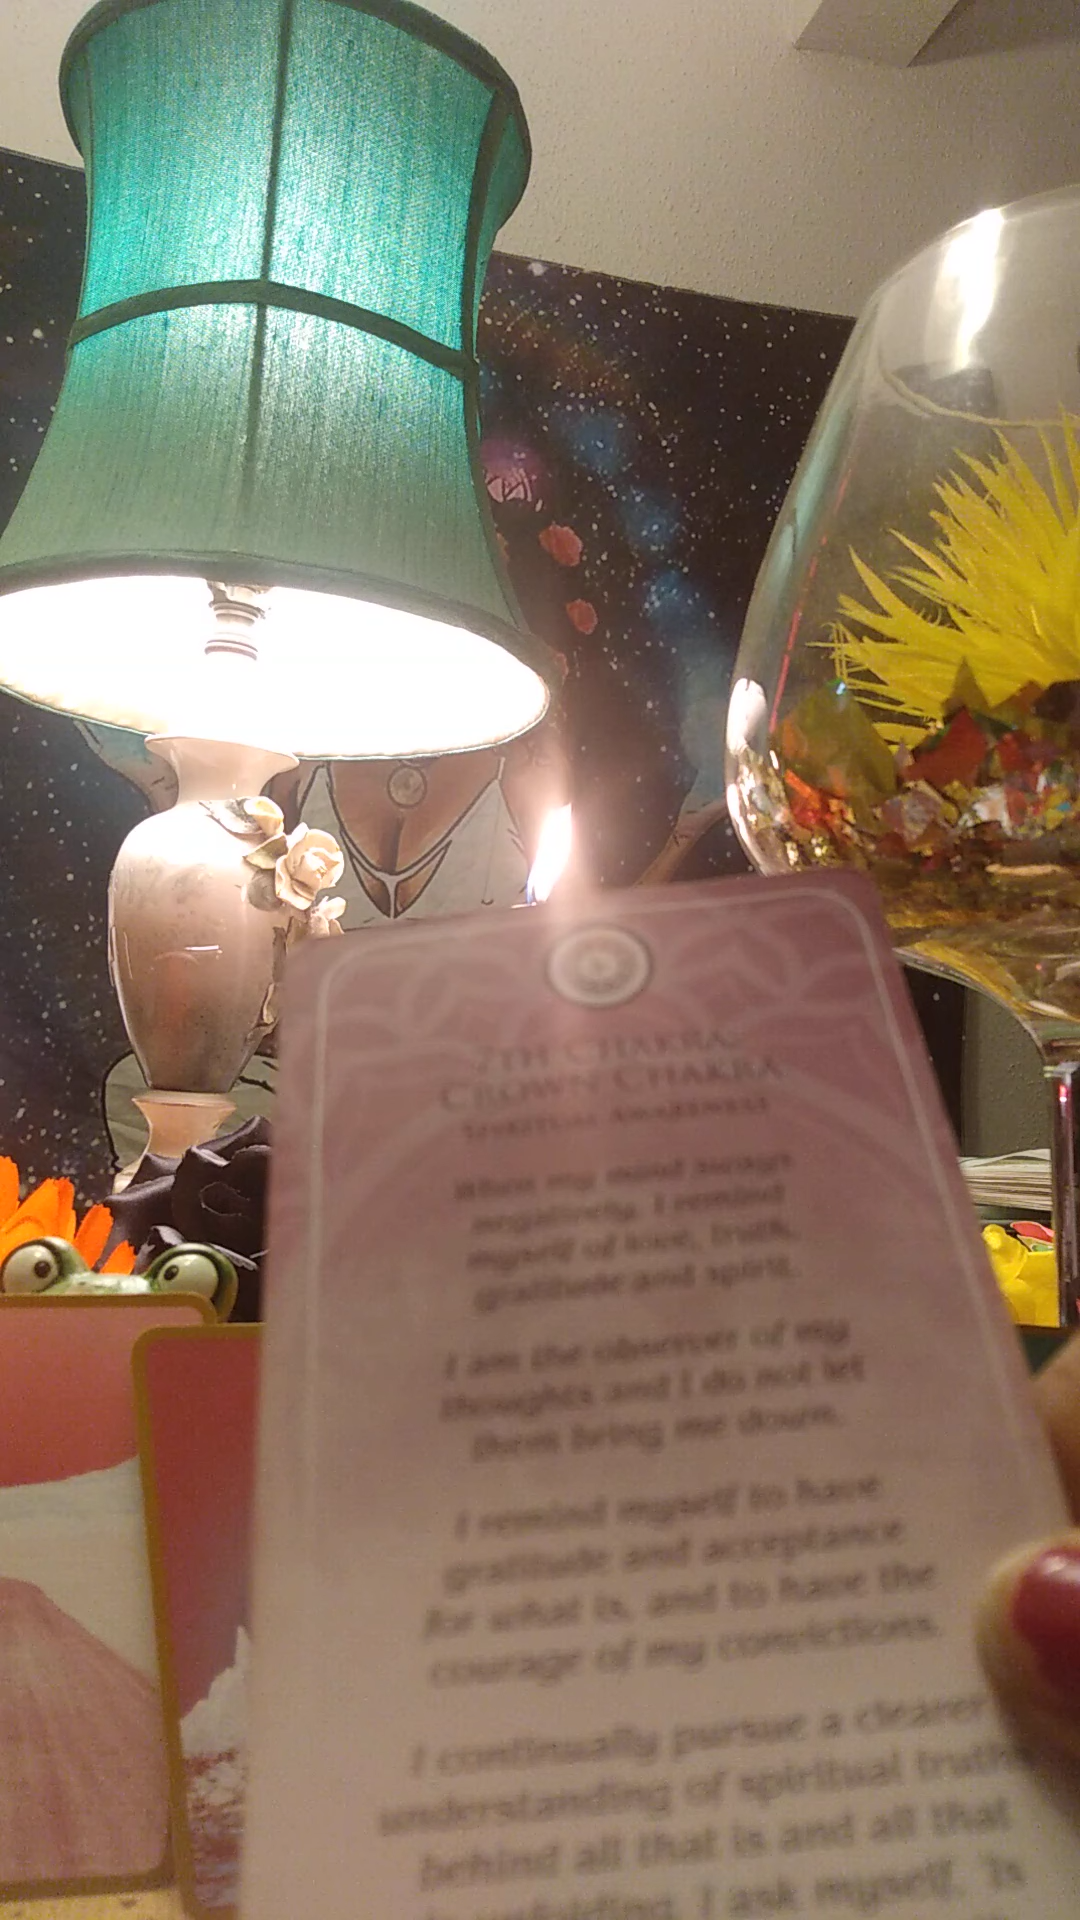 7th Chakra:
Crown Chakra
Spiritual Awareness
When my mind sways
negatively, I remind
myself of love, truth,
gratitude and spirit.
I am the observer of my
thoughts and I do not let
them bring me down.
I remind myself to have
gratitude and acceptance
for what is, and to have the
courage of my convictions.
I continually pursue a clearer
understanding of spiritual truth
behind all that is and all that
I ask myself, 'Is